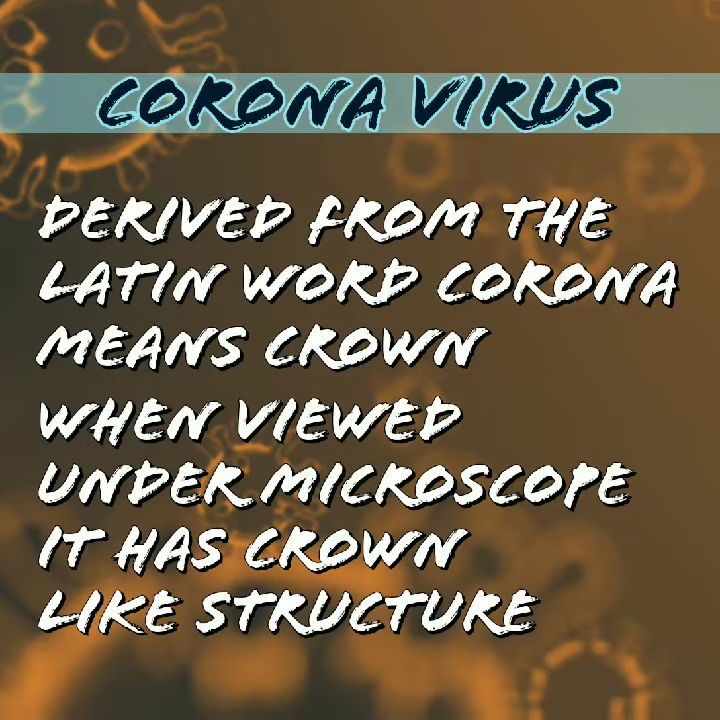 CORONA VIRUS
DERIVED FROM THE
LATIN WORD CORONA
MEANS CROWN
WHEN VIEWED
UNDER MICROSCOPE
IT HAS CROWN
LIKE STRUCTURE